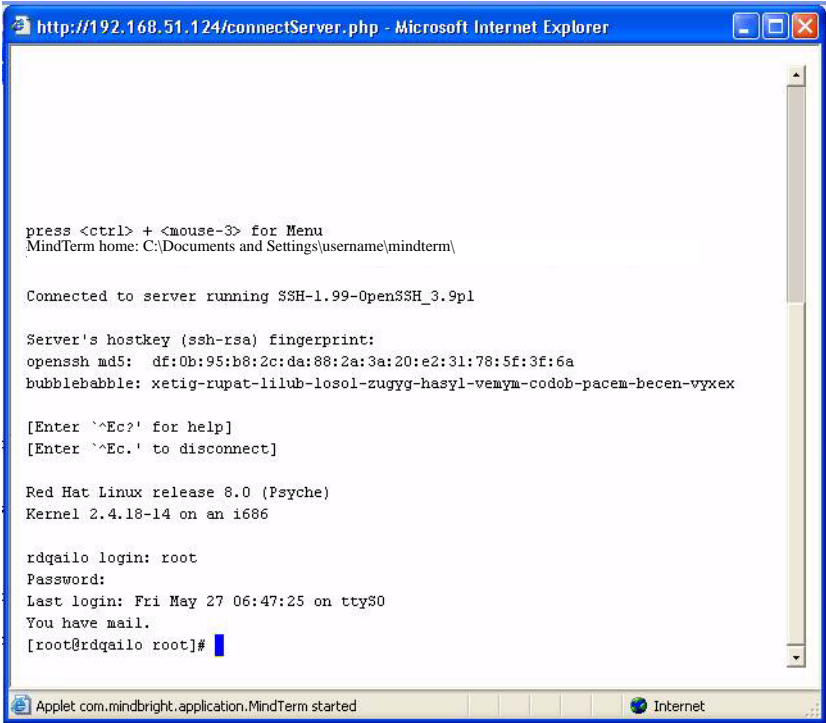 http://192.168.51.124/connectServer.php - Microsoft Internet Explorer
press <ctrl> + <mouse-3> for Menu
MindTerm home: C:\Documents and Settings\username\mindterm\
Connected to server running SSH-1.99-OpenSSH_3.9p1
Server's hostkey (ssh-rsa) fingerprint:
openssh md5:  df:0b:95:b8:2c:da:88:2a:3a:20:e2:31:78:5f:3f:6a
bubblebabble: xetig-rupat-lilub-losol-zugyg-hasyl-vemym-codob-pacem-becen-vyxex
[Enter `^Ec?' for help]
[Enter `^Ec.' to disconnect]
Red Hat Linux release 8.0 (Psyche)
Kernel 2.4.18-14 on an i686
rdqailo login: root
Password:
Last login: Fri May 27 06:47:25 on ttyS0
You have mail.
[root@rdqailo root]#
Applet com.mindbright.application.MindTerm started
Internet